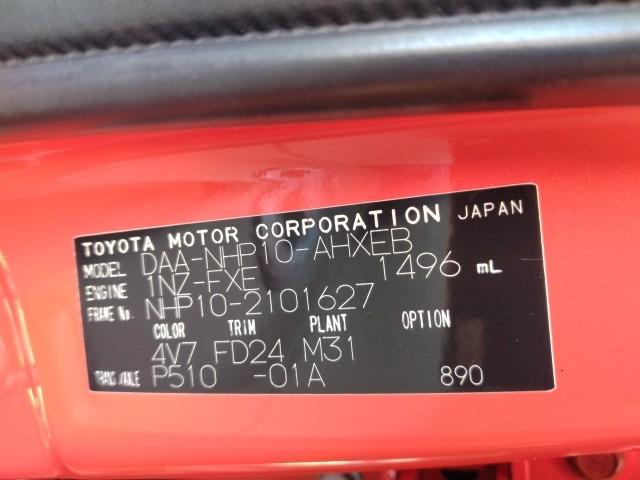 TOYOTA MOTOR CORPORATION JAPAN
MODEL DAA-NHP10-AHXEB
ENGINE 1NZ-FXE 1496 mL
FRAME No. NHP10-2101627
COLOR TRIM PLANT OPTION
4V7 FD24 M31
TRANS/AXLE P510 -01A 890